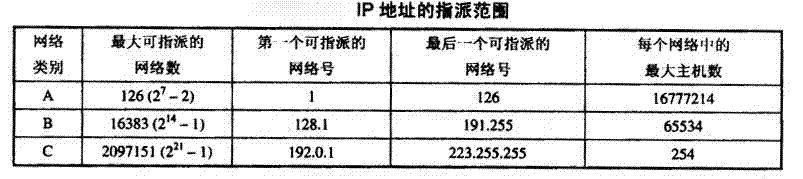 IP 地址的指派范围
网络类别 最大可指派的网络数 第一个可指派的网络号 最后一个可指派的网络号 每个网络中的最大主机数
A 126 (2⁷ – 2) 1 126 16777214
B 16383 (2¹⁴ – 1) 128.1 191.255 65534
C 2097151 (2²¹ – 1) 192.0.1 223.255.255 254